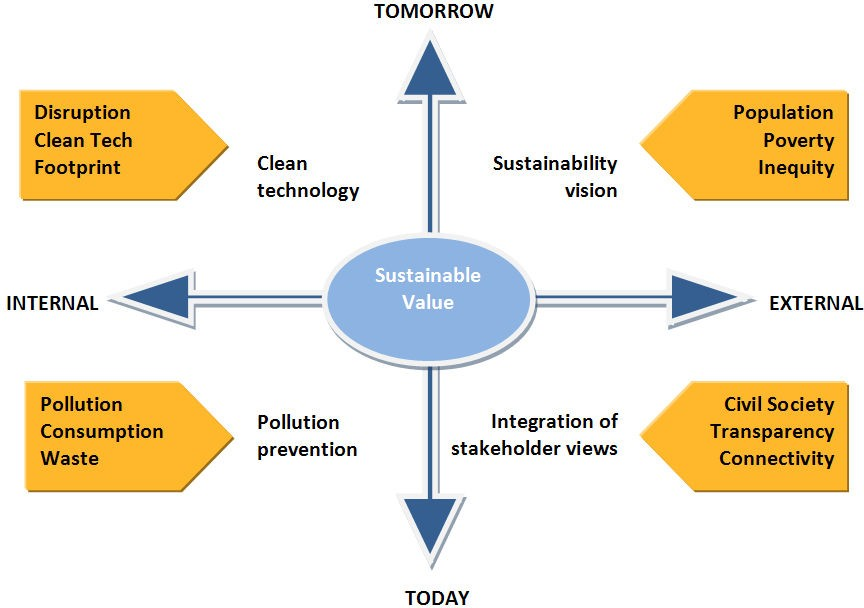 TOMORROW
Disruption
Clean Tech
Footprint
Clean
technology
Sustainability
vision
Population
Poverty
Inequity
INTERNAL
Sustainable
Value
EXTERNAL
Pollution
Consumption
Waste
Pollution
prevention
Integration of
stakeholder views
Civil Society
Transparency
Connectivity
TODAY